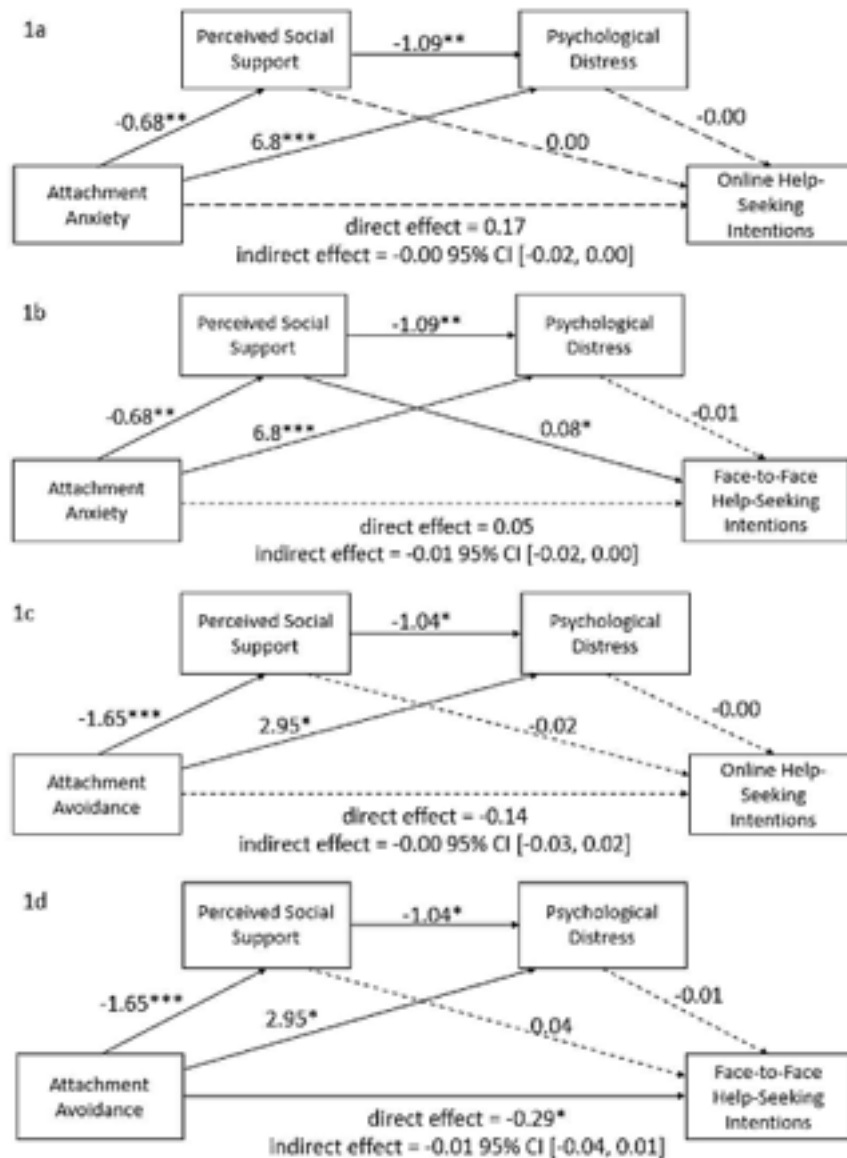 1a
Perceived Social
Support
-1.09**
Psychological
Distress
-0.68**
6.8***
0.00
-0.00
Attachment
Anxiety
Online Help-
Seeking
Intentions
direct effect = 0.17
indirect effect = -0.00 95% CI [-0.02, 0.00]
1b
Perceived Social
Support
-1.09**
Psychological
Distress
-0.68**
6.8***
0.08*
-0.01
Attachment
Anxiety
Face-to-Face
Help-Seeking
Intentions
direct effect = 0.05
indirect effect = -0.01 95% CI [-0.02, 0.00]
1c
Perceived Social
Support
-1.04*
Psychological
Distress
-1.65***
2.95*
-0.02
-0.00
Attachment
Avoidance
Online Help-
Seeking
Intentions
direct effect = -0.14
indirect effect = -0.00 95% CI [-0.03, 0.02]
1d
Perceived Social
Support
-1.04*
Psychological
Distress
-1.65***
2.95*
0.04
-0.01
Attachment
Avoidance
Face-to-Face
Help-Seeking
Intentions
direct effect = -0.29*
indirect effect = -0.01 95% CI [-0.04, 0.01]